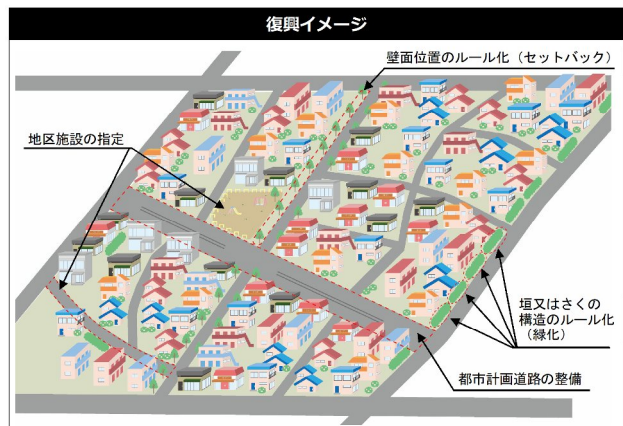 復興イメージ
壁面位置のルール化（セットバック）
地区施設の指定
垣又はさくの
構造のルール化
（緑化）
都市計画道路の整備